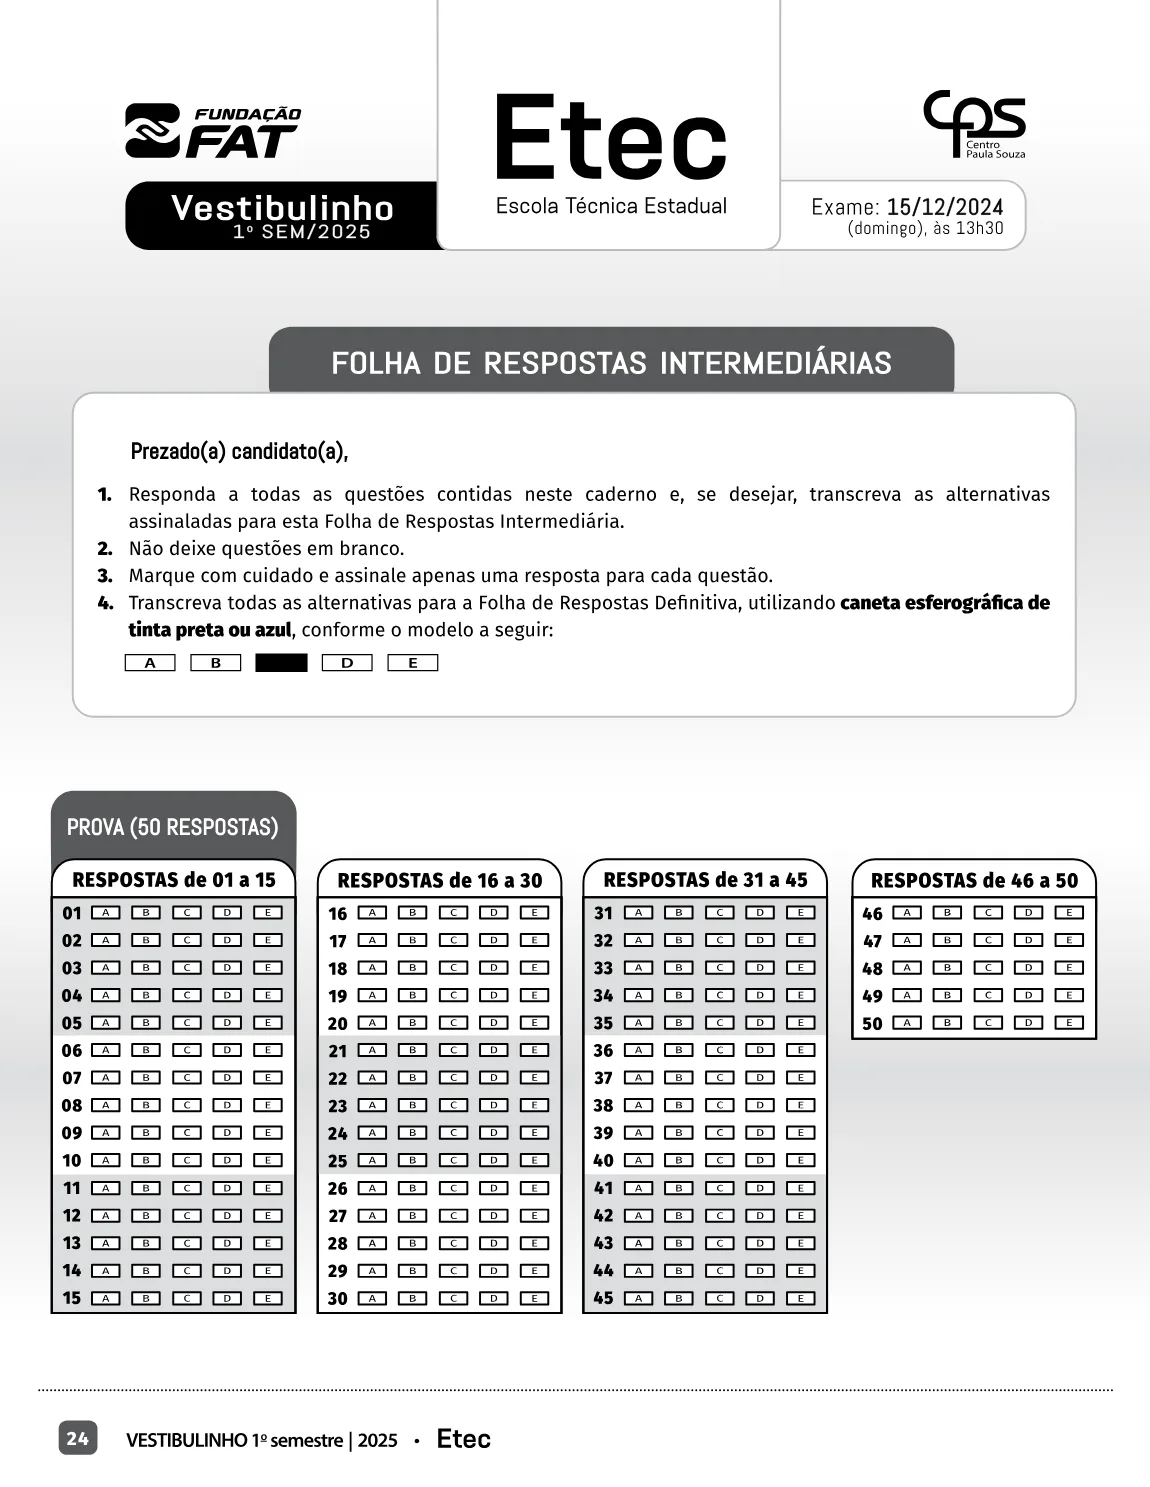 FUNDAÇÃO
FAT
Vestibulinho
1º SEM/2025
Etec
Escola Técnica Estadual
CPS
Centro
Paula Souza
Exame: 15/12/2024
(domingo), às 13h30
FOLHA DE RESPOSTAS INTERMEDIÁRIAS
Prezado(a) candidato(a),
1. Responda a todas as questões contidas neste caderno e, se desejar, transcreva as alternativas
assinaladas para esta Folha de Respostas Intermediária.
2. Não deixe questões em branco.
3. Marque com cuidado e assinale apenas uma resposta para cada questão.
4. Transcreva todas as alternativas para a Folha de Respostas Definitiva, utilizando caneta esferográfica de
tinta preta ou azul, conforme o modelo a seguir:
A B D E
PROVA (50 RESPOSTAS)
RESPOSTAS de 01 a 15
01 A B C D E
02 A B C D E
03 A B C D E
04 A B C D E
05 A B C D E
06 A B C D E
07 A B C D E
08 A B C D E
09 A B C D E
10 A B C D E
11 A B C D E
12 A B C D E
13 A B C D E
14 A B C D E
15 A B C D E
RESPOSTAS de 16 a 30
16 A B C D E
17 A B C D E
18 A B C D E
19 A B C D E
20 A B C D E
21 A B C D E
22 A B C D E
23 A B C D E
24 A B C D E
25 A B C D E
26 A B C D E
27 A B C D E
28 A B C D E
29 A B C D E
30 A B C D E
RESPOSTAS de 31 a 45
31 A B C D E
32 A B C D E
33 A B C D E
34 A B C D E
35 A B C D E
36 A B C D E
37 A B C D E
38 A B C D E
39 A B C D E
40 A B C D E
41 A B C D E
42 A B C D E
43 A B C D E
44 A B C D E
45 A B C D E
RESPOSTAS de 46 a 50
46 A B C D E
47 A B C D E
48 A B C D E
49 A B C D E
50 A B C D E
24 VESTIBULINHO 1º semestre | 2025 • Etec